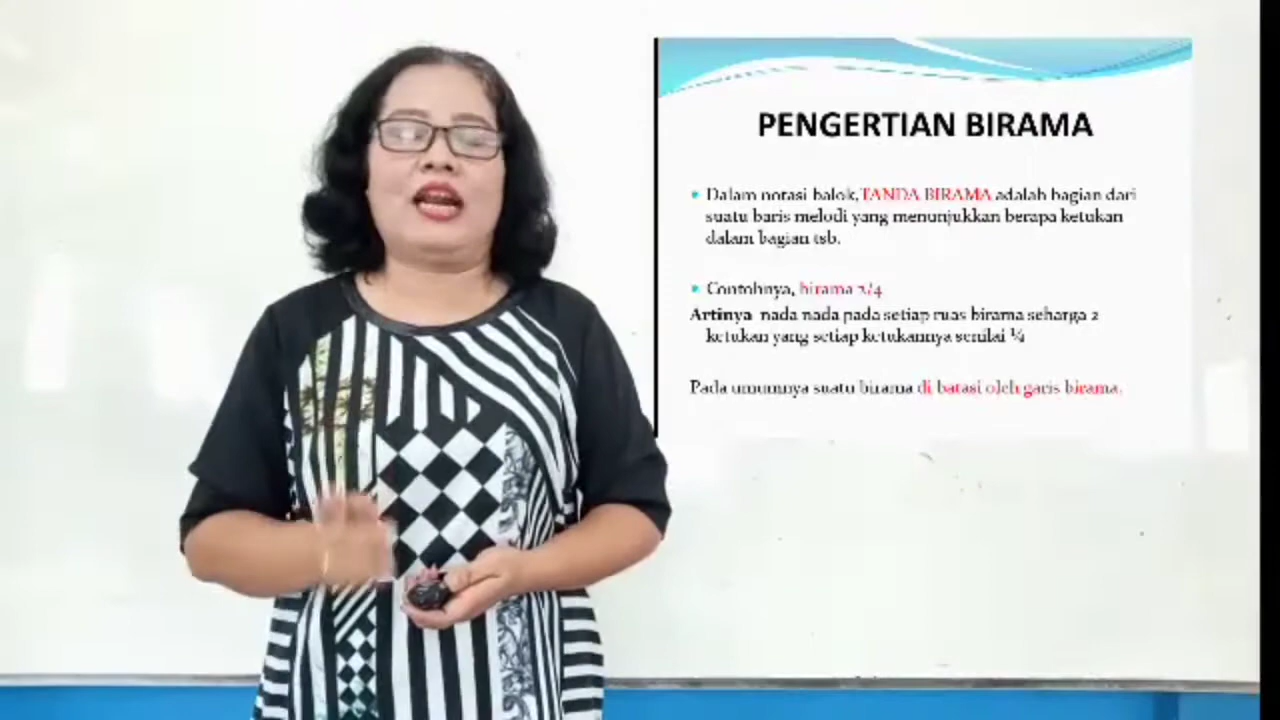 PENGERTIAN BIRAMA
• Dalam notasi balok,TANDA BIRAMA adalah bagian dari
suatu baris melodi yang menunjukkan berapa ketukan
dalam bagian tsb.
• Contohnya, birama 2/4
Artinya nada nada pada setiap ruas birama seharga 2
ketukan yang setiap ketukannya senilai ¼
Pada umumnya suatu birama di batasi oleh garis birama.